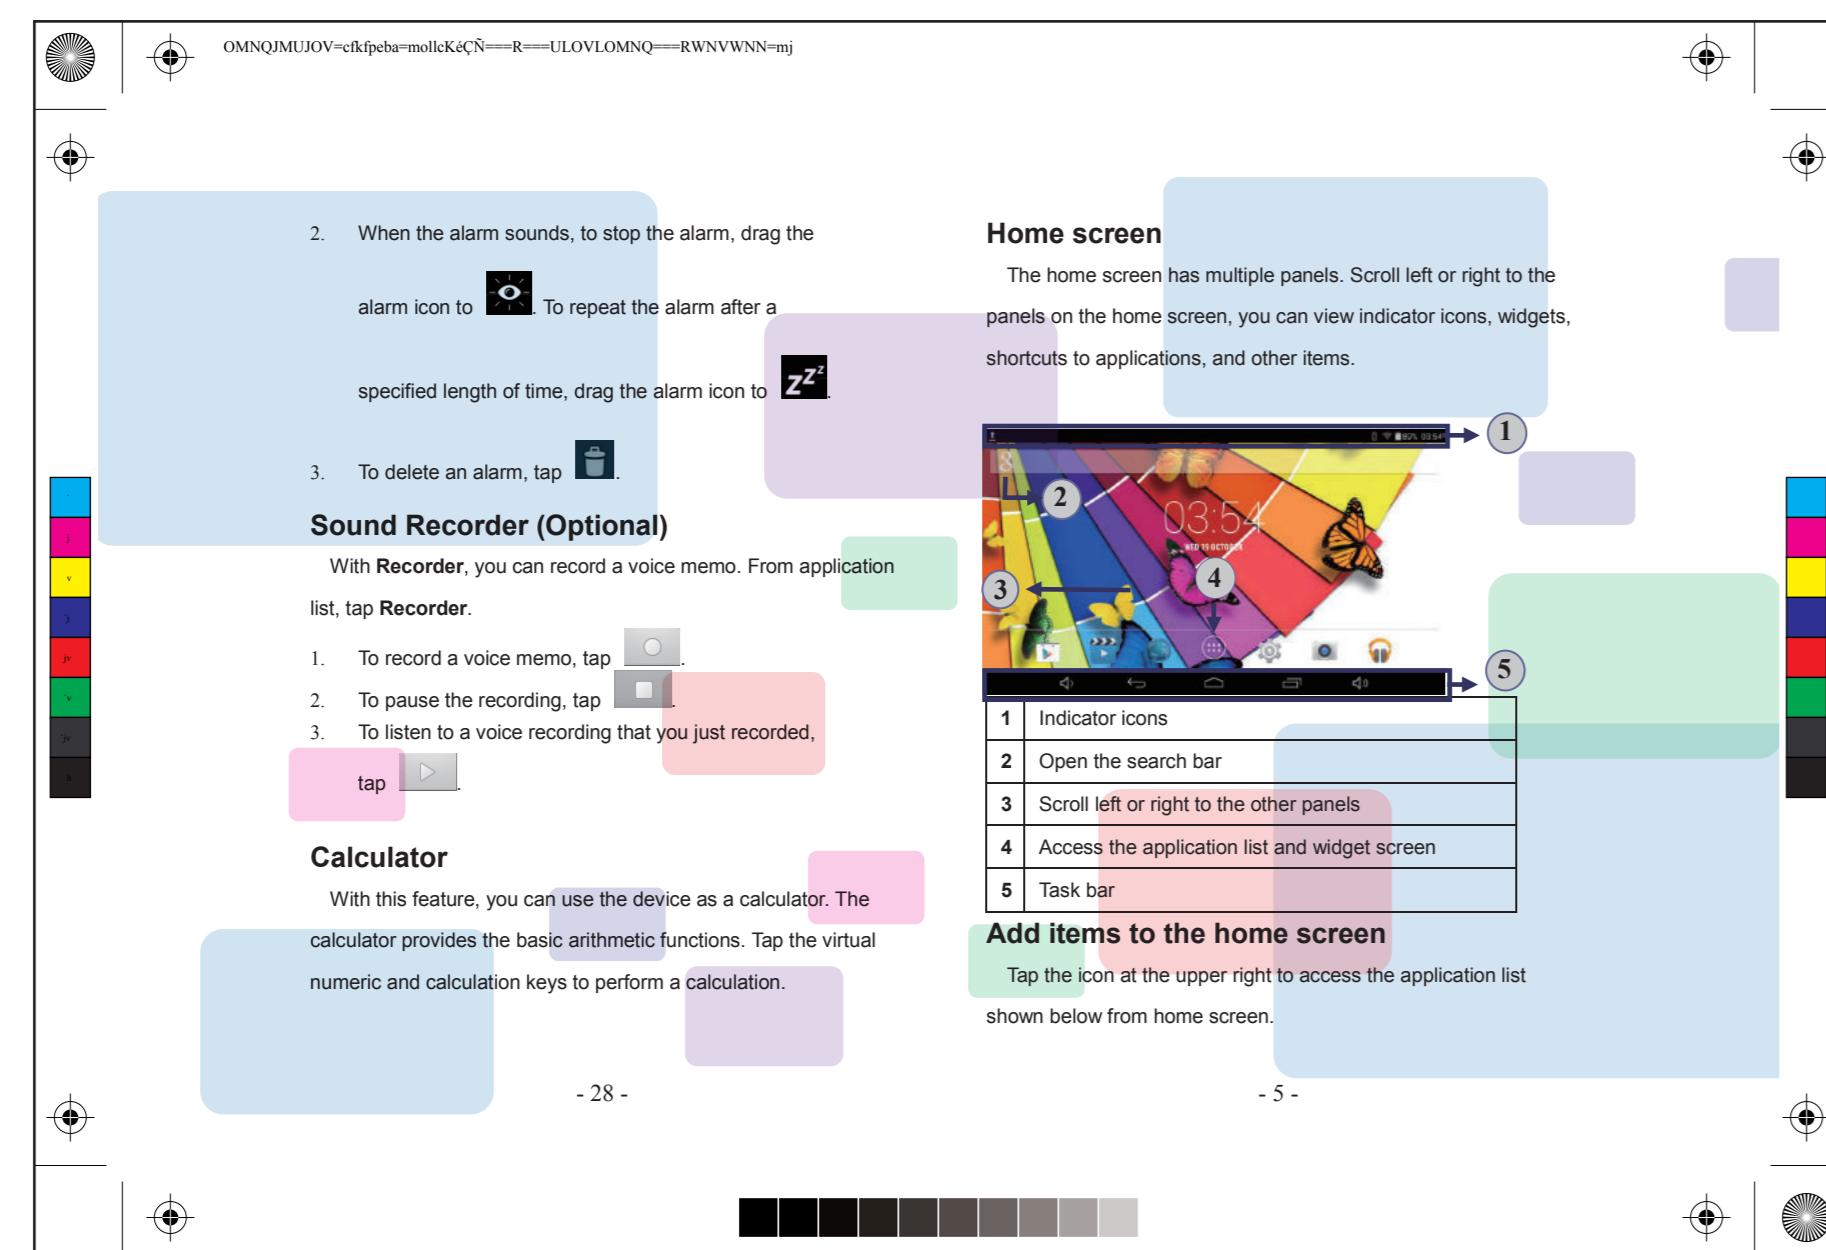 OMNQJMUJOV=cfkfpeba=mollcKéÇÑ===R===ULOVLOMNQ===RWNVWNN=mj
2. When the alarm sounds, to stop the alarm, drag the
alarm icon to . To repeat the alarm after a
specified length of time, drag the alarm icon to zzz.
3. To delete an alarm, tap .
Sound Recorder (Optional)
With Recorder, you can record a voice memo. From application
list, tap Recorder.
1. To record a voice memo, tap .
2. To pause the recording, tap .
3. To listen to a voice recording that you just recorded,
tap .
Calculator
With this feature, you can use the device as a calculator. The
calculator provides the basic arithmetic functions. Tap the virtual
numeric and calculation keys to perform a calculation.
- 28 -
Home screen
The home screen has multiple panels. Scroll left or right to the
panels on the home screen, you can view indicator icons, widgets,
shortcuts to applications, and other items.
80% 03:54
1
2
03:54
WED 15 OCTOBER
4
3
5
1 Indicator icons
2 Open the search bar
3 Scroll left or right to the other panels
4 Access the application list and widget screen
5 Task bar
Add items to the home screen
Tap the icon at the upper right to access the application list
shown below from home screen.
- 5 -